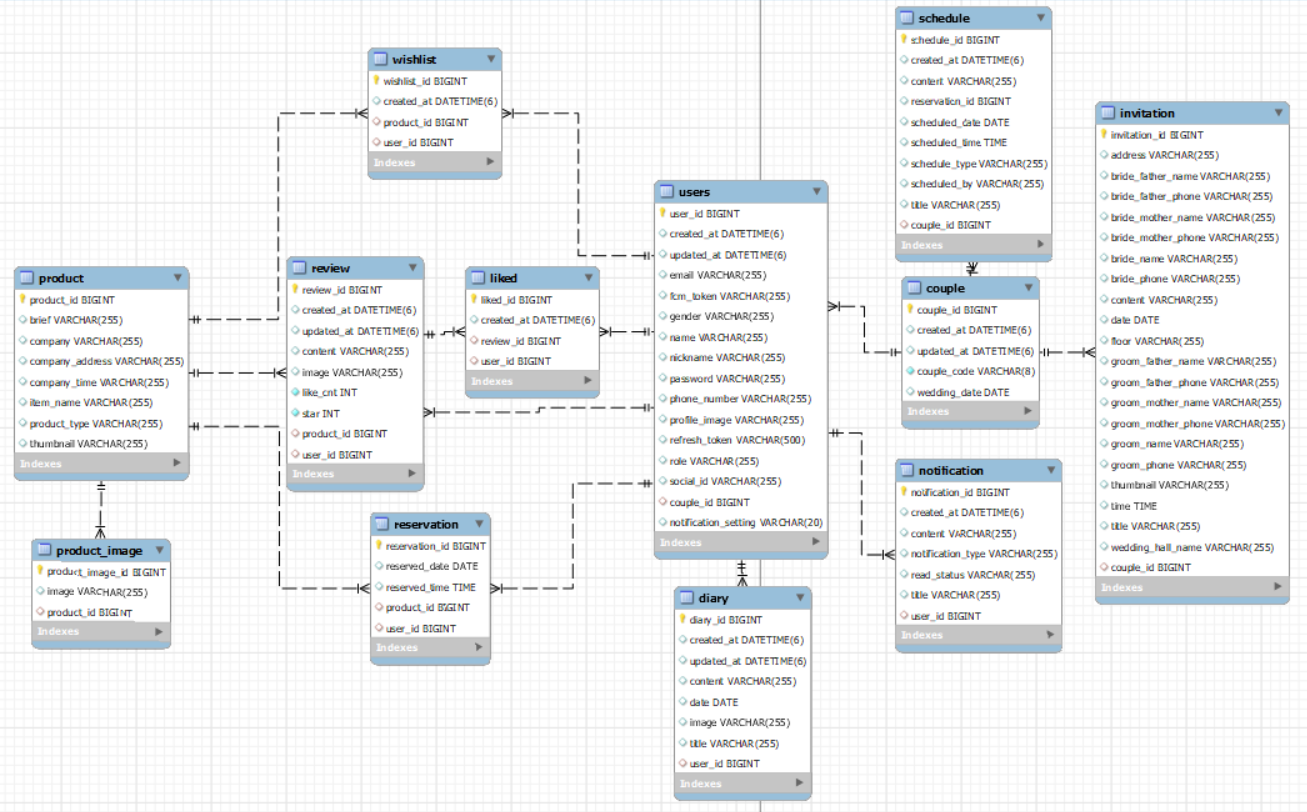 wishlist
wishlist_id BIGINT
created_at DATETIME(6)
product_id BIGINT
user_id BIGINT
Indexes
product
product_id BIGINT
brief VARCHAR(255)
company VARCHAR(255)
company_address VARCHAR(255)
company_time VARCHAR(255)
item_name VARCHAR(255)
product_type VARCHAR(255)
thumbnail VARCHAR(255)
Indexes
product_image
product_image_id BIGINT
image VARCHAR(255)
product_id BIGINT
Indexes
review
review_id BIGINT
created_at DATETIME(6)
updated_at DATETIME(6)
content VARCHAR(255)
image VARCHAR(255)
like_cnt INT
star INT
product_id BIGINT
user_id BIGINT
Indexes
liked
liked_id BIGINT
created_at DATETIME(6)
review_id BIGINT
user_id BIGINT
Indexes
reservation
reservation_id BIGINT
reserved_date DATE
reserved_time TIME
product_id BIGINT
user_id BIGINT
Indexes
users
user_id BIGINT
created_at DATETIME(6)
updated_at DATETIME(6)
email VARCHAR(255)
fcm_token VARCHAR(255)
gender VARCHAR(255)
name VARCHAR(255)
nickname VARCHAR(255)
password VARCHAR(255)
phone_number VARCHAR(255)
profile_image VARCHAR(255)
refresh_token VARCHAR(500)
role VARCHAR(255)
social_id VARCHAR(255)
couple_id BIGINT
notification_setting VARCHAR(20)
Indexes
diary
diary_id BIGINT
created_at DATETIME(6)
updated_at DATETIME(6)
content VARCHAR(255)
date DATE
image VARCHAR(255)
title VARCHAR(255)
user_id BIGINT
Indexes
schedule
schedule_id BIGINT
created_at DATETIME(6)
content VARCHAR(255)
reservation_id BIGINT
scheduled_date DATE
scheduled_time TIME
schedule_type VARCHAR(255)
scheduled_by VARCHAR(255)
title VARCHAR(255)
couple_id BIGINT
Indexes
couple
couple_id BIGINT
created_at DATETIME(6)
updated_at DATETIME(6)
couple_code VARCHAR(8)
wedding_date DATE
Indexes
notification
notification_id BIGINT
created_at DATETIME(6)
content VARCHAR(255)
notification_type VARCHAR(255)
read_status VARCHAR(255)
title VARCHAR(255)
user_id BIGINT
Indexes
invitation
invitation_id BIGINT
address VARCHAR(255)
bride_father_name VARCHAR(255)
bride_father_phone VARCHAR(255)
bride_mother_name VARCHAR(255)
bride_mother_phone VARCHAR(255)
bride_name VARCHAR(255)
bride_phone VARCHAR(255)
content VARCHAR(255)
date DATE
floor VARCHAR(255)
groom_father_name VARCHAR(255)
groom_father_phone VARCHAR(255)
groom_mother_name VARCHAR(255)
groom_mother_phone VARCHAR(255)
groom_name VARCHAR(255)
groom_phone VARCHAR(255)
thumbnail VARCHAR(255)
time TIME
title VARCHAR(255)
wedding_hall_name VARCHAR(255)
couple_id BIGINT
Indexes